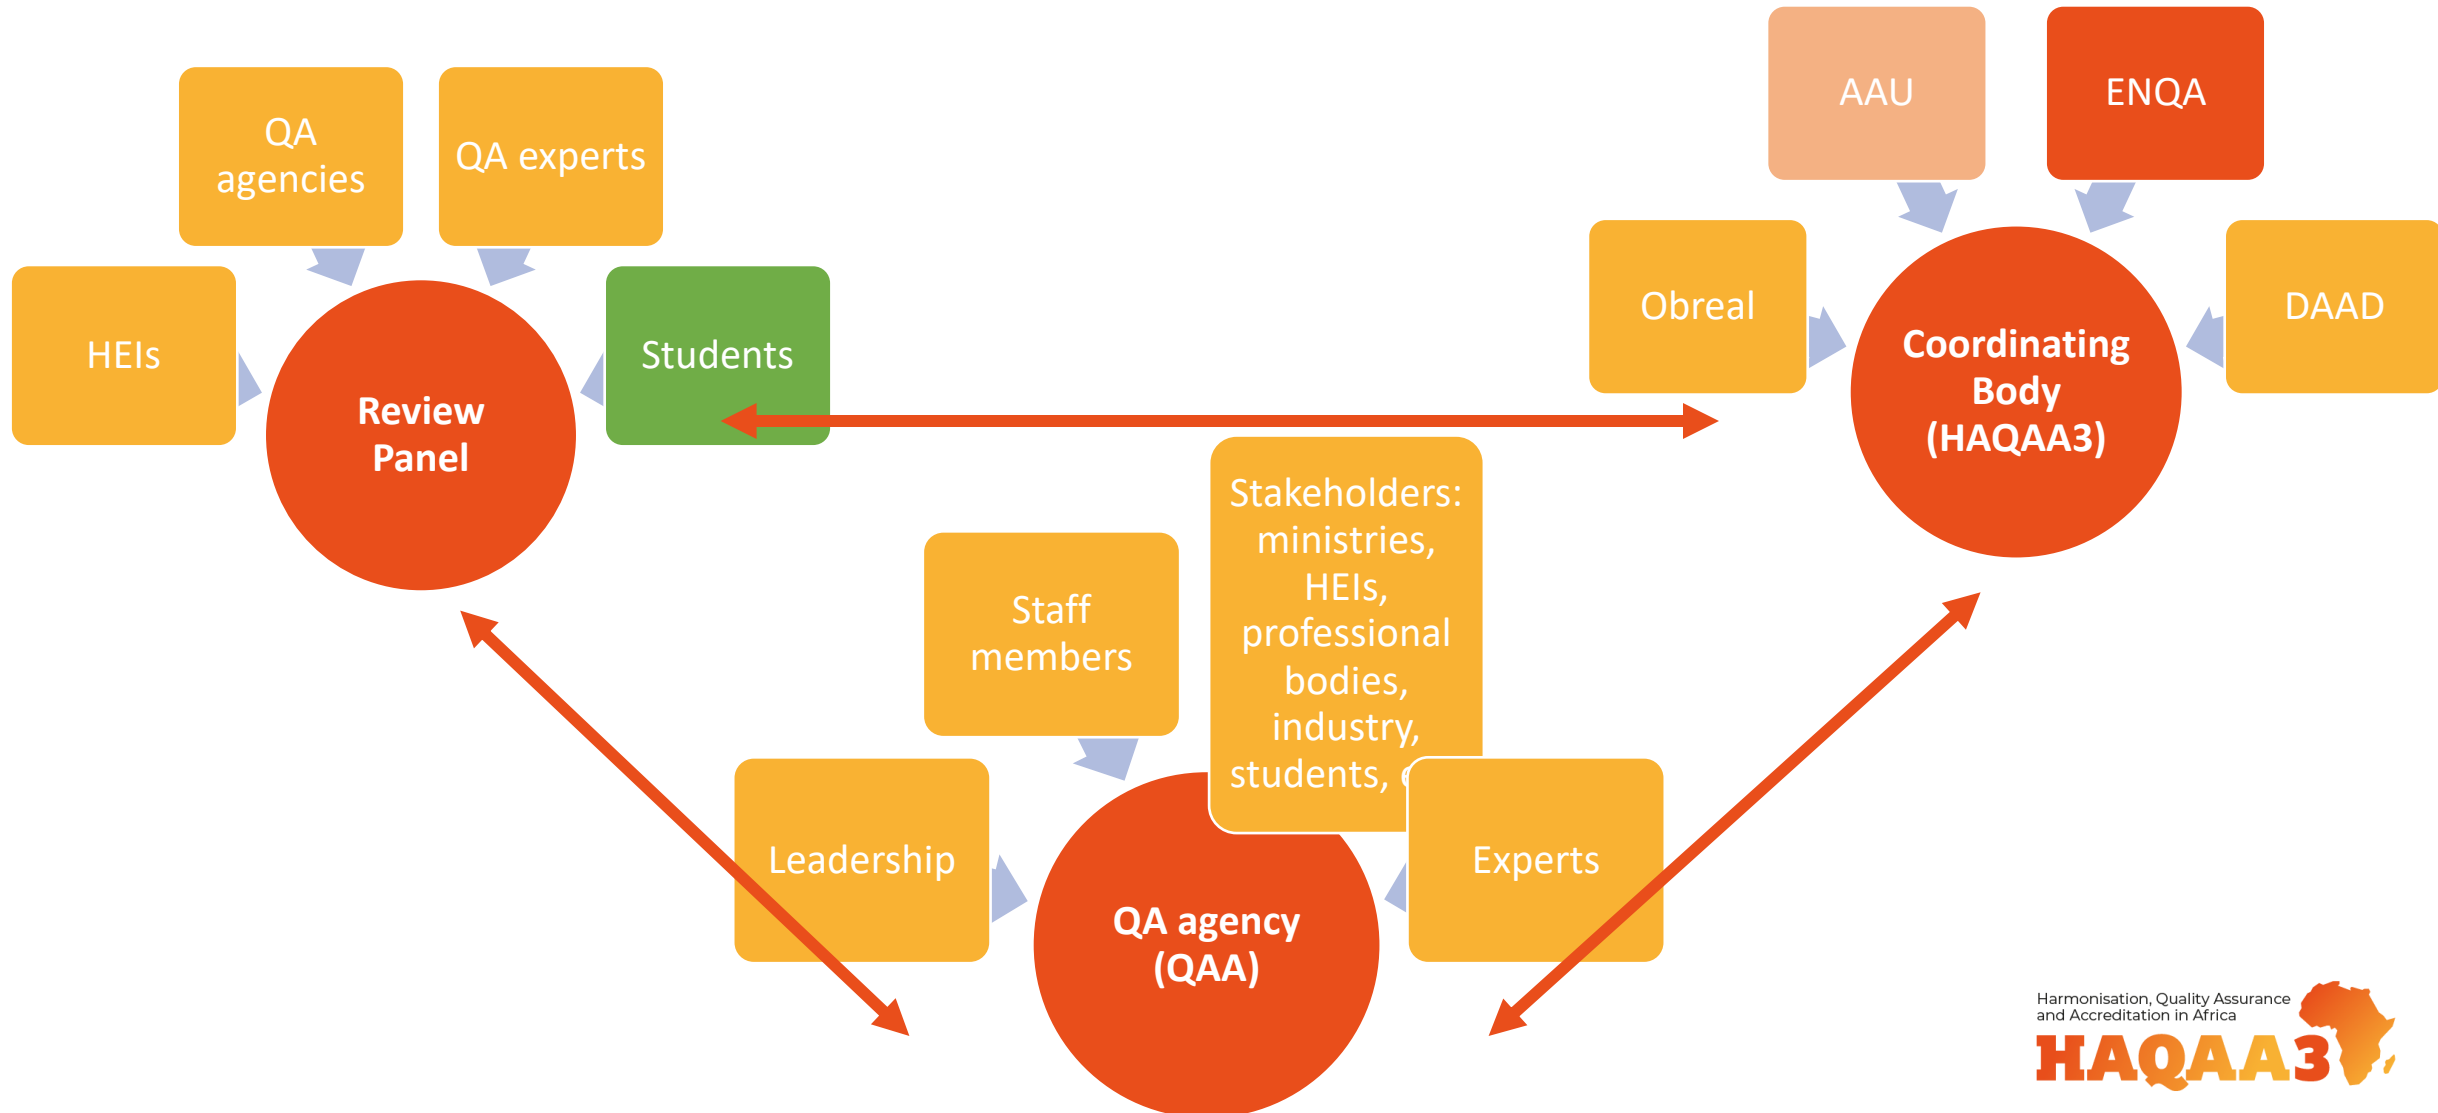 QA
agencies
QA experts
HEIs
Students
Review
Panel
AAU
ENQA
Obreal
DAAD
Coordinating
Body
(HAQAA3)
Staff
members
Stakeholders:
ministries,
HEIs,
professional
bodies,
industry,
students,
Leadership
Experts
QA agency
(QAA)
Harmonisation, Quality Assurance
and Accreditation in Africa
HAQAA3